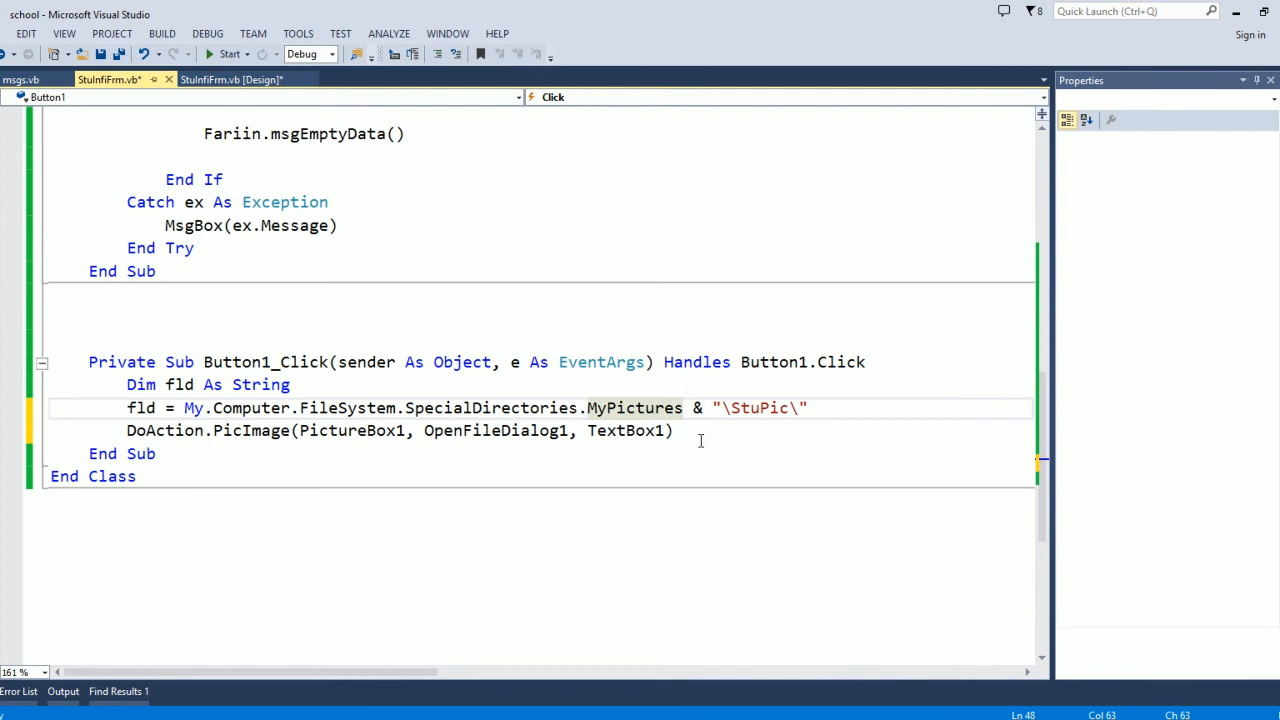 school - Microsoft Visual Studio
8
Quick Launch (Ctrl+Q)
EDIT VIEW PROJECT BUILD DEBUG TEAM TOOLS TEST ANALYZE WINDOW HELP
Sign in
Start
Debug
msgs.vb
StuInfiFrm.vb*
StuInfiFrm.vb [Design]*
Properties
Button1
Click
Fariin.msgEmptyData()
End If
Catch ex As Exception
MsgBox(ex.Message)
End Try
End Sub
Private Sub Button1_Click(sender As Object, e As EventArgs) Handles Button1.Click
Dim fld As String
fld = My.Computer.FileSystem.SpecialDirectories.MyPictures & "\StuPic\"
DoAction.PicImage(PictureBox1, OpenFileDialog1, TextBox1)
End Sub
End Class
161 %
Error List Output Find Results 1
Ln 48 Col 63 Ch 63